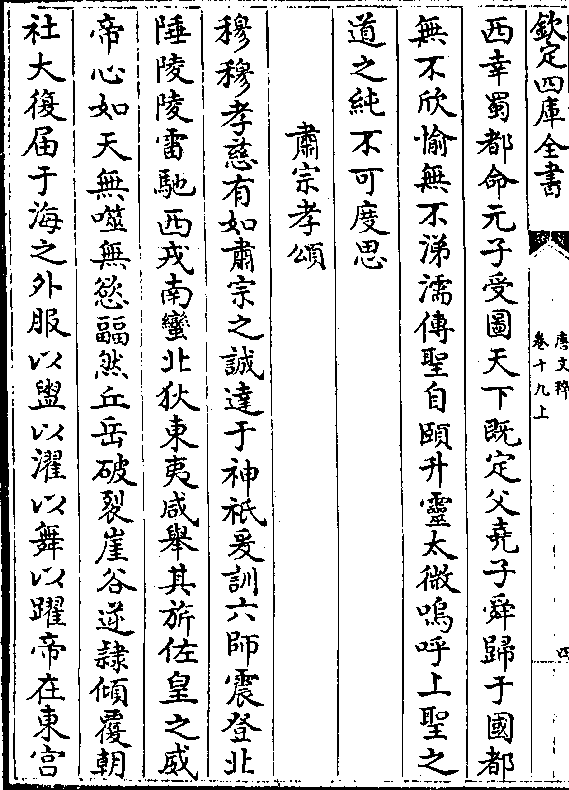 欽定四庫全書
唐文粹
卷十九上
四
西幸蜀都命元子受圖天下既定父堯子舜歸于國都
無不欣愉無不涕濡傳聖自頤升靈太微嗚呼上聖之
道之純不可度思
肅宗孝頌
穆穆孝慈有如肅宗之誠達于神祇爰訓六師震登北
陲陵陵雷馳西戎南蠻北狄東夷咸舉其旂佐皇之威
帝心如天無噬無慾畐然丘岳破裂崖谷逆隷傾覆朝
社大復届于海之外服以盥以濯以舞以躍帝在東宫